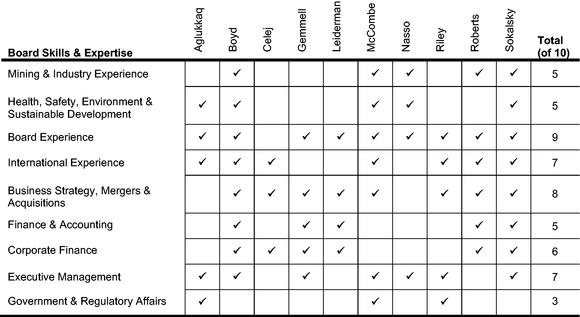 Board Skills & Expertise Aglukkaq Boyd Celej Gemmell Leiderman McCombe Nasso Riley Roberts Sokalsky Total
(of 10)
Mining & Industry Experience ✓ ✓ ✓ ✓ ✓ 5
Health, Safety, Environment &
Sustainable Development ✓ ✓ ✓ ✓ ✓ 5
Board Experience ✓ ✓ ✓ ✓ ✓ ✓ ✓ ✓ ✓ 9
International Experience ✓ ✓ ✓ ✓ ✓ ✓ ✓ 7
Business Strategy, Mergers &
Acquisitions ✓ ✓ ✓ ✓ ✓ ✓ ✓ ✓ 8
Finance & Accounting ✓ ✓ ✓ ✓ ✓ 5
Corporate Finance ✓ ✓ ✓ ✓ ✓ ✓ 6
Executive Management ✓ ✓ ✓ ✓ ✓ ✓ ✓ 7
Government & Regulatory Affairs ✓ ✓ ✓ 3